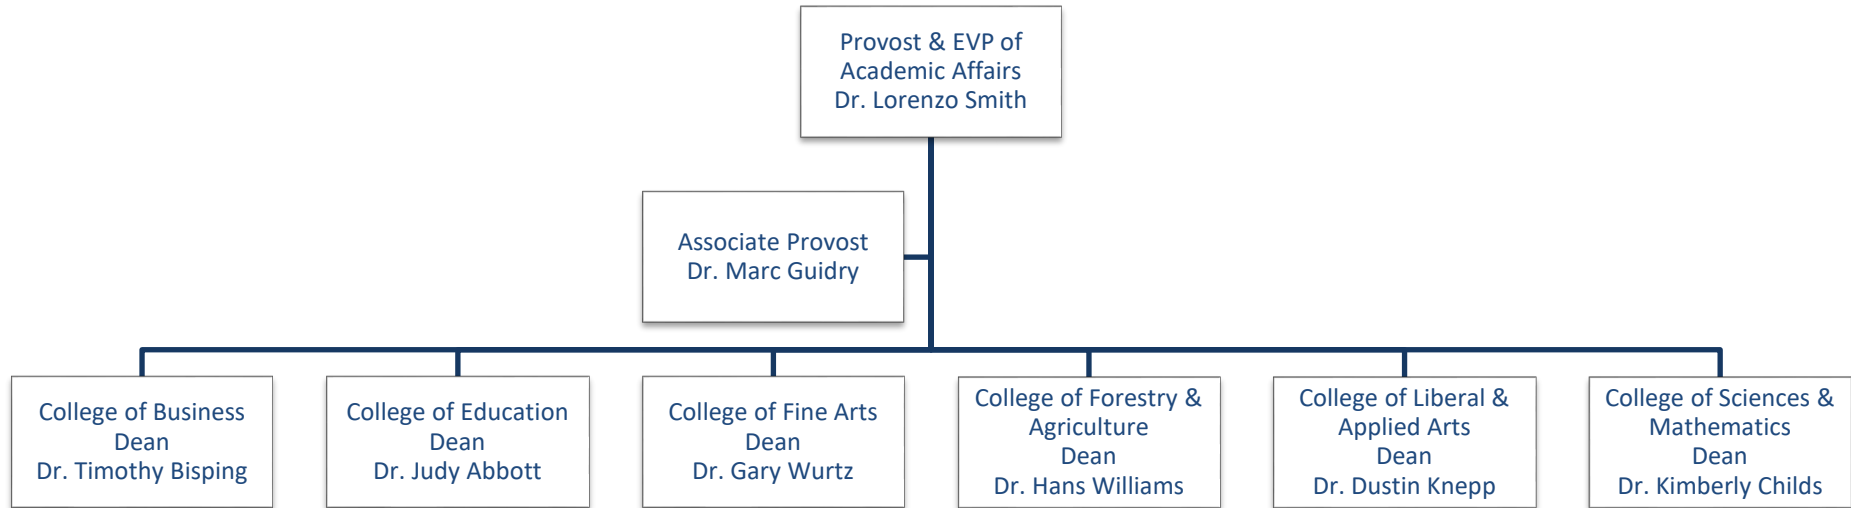 Provost & EVP of
Academic Affairs
Dr. Lorenzo Smith
Associate Provost
Dr. Marc Guidry
College of Business
Dean
Dr. Timothy Bisping
College of Education
Dean
Dr. Judy Abbott
College of Fine Arts
Dean
Dr. Gary Wurtz
College of Forestry &
Agriculture
Dean
Dr. Hans Williams
College of Liberal &
Applied Arts
Dean
Dr. Dustin Knepp
College of Sciences &
Mathematics
Dean
Dr. Kimberly Childs